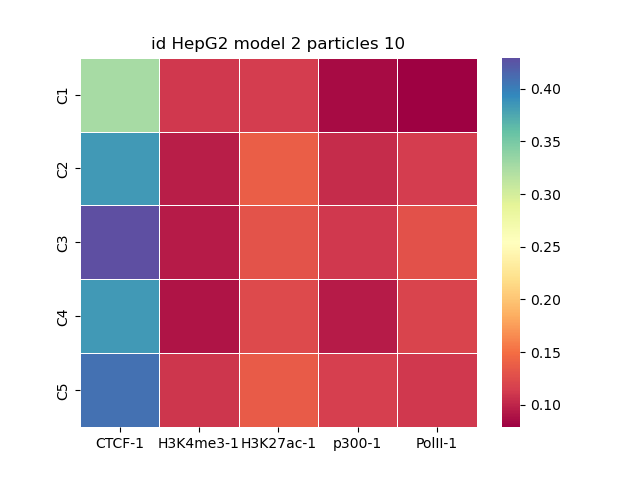 id HepG2 model 2 particles 10
C1
C2
C3
C4
C5
CTCF-1 H3K4me3-1 H3K27ac-1 p300-1 PolII-1
0.40
0.35
0.30
0.25
0.20
0.15
0.10